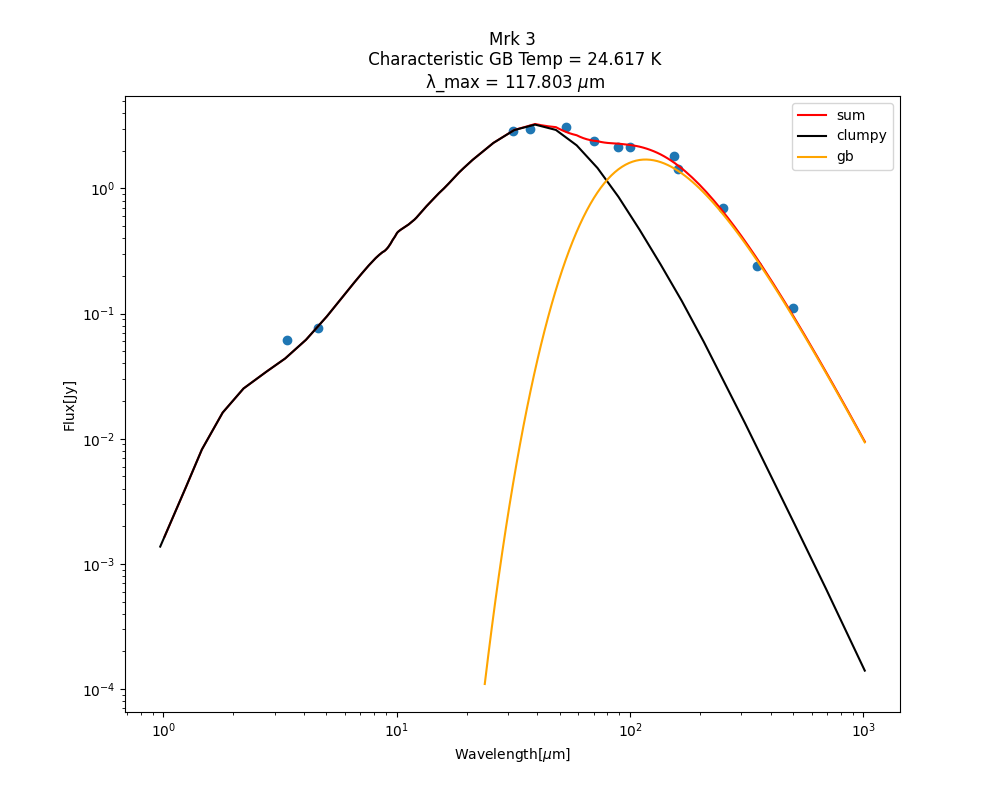 Mrk 3
Characteristic GB Temp = 24.617 K
λ_max = 117.803 μm
sum
clumpy
gb
Flux[Jy]
10⁰
10⁻¹
10⁻²
10⁻³
10⁻⁴
10⁰ 10¹ 10² 10³
Wavelength[μm]